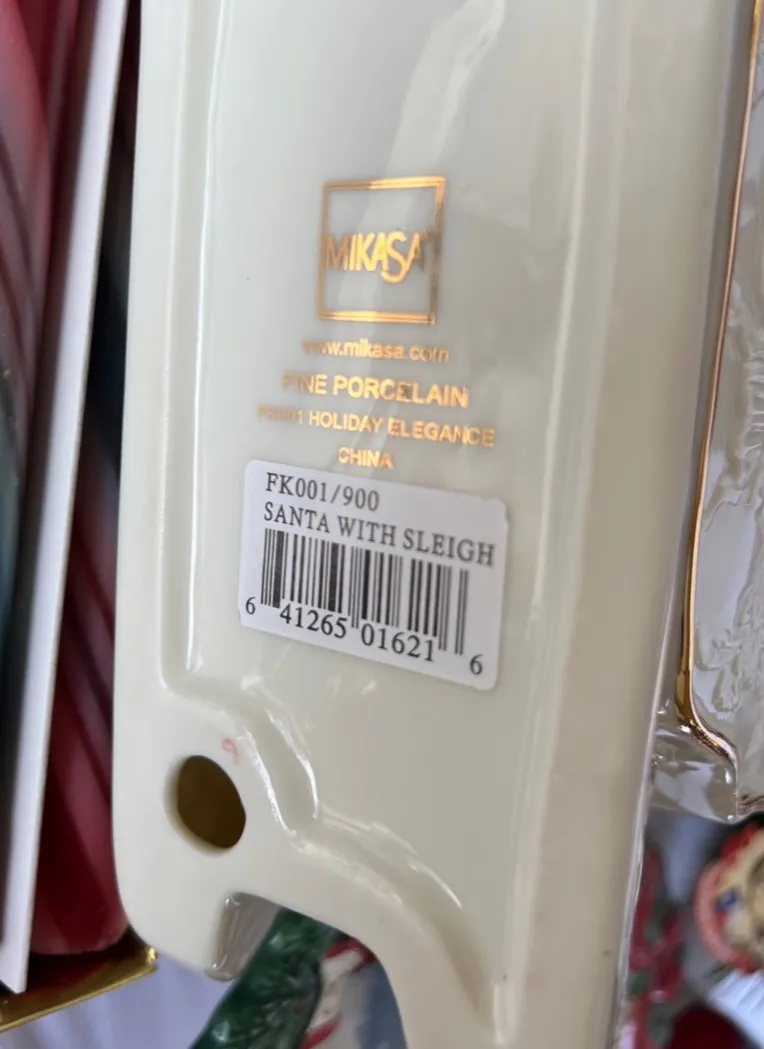 MIKASA
www.mikasa.com
FINE PORCELAIN
HOLIDAY ELEGANCE
CHINA
FK001/900
SANTA WITH SLEIGH
6 41265 01621 6